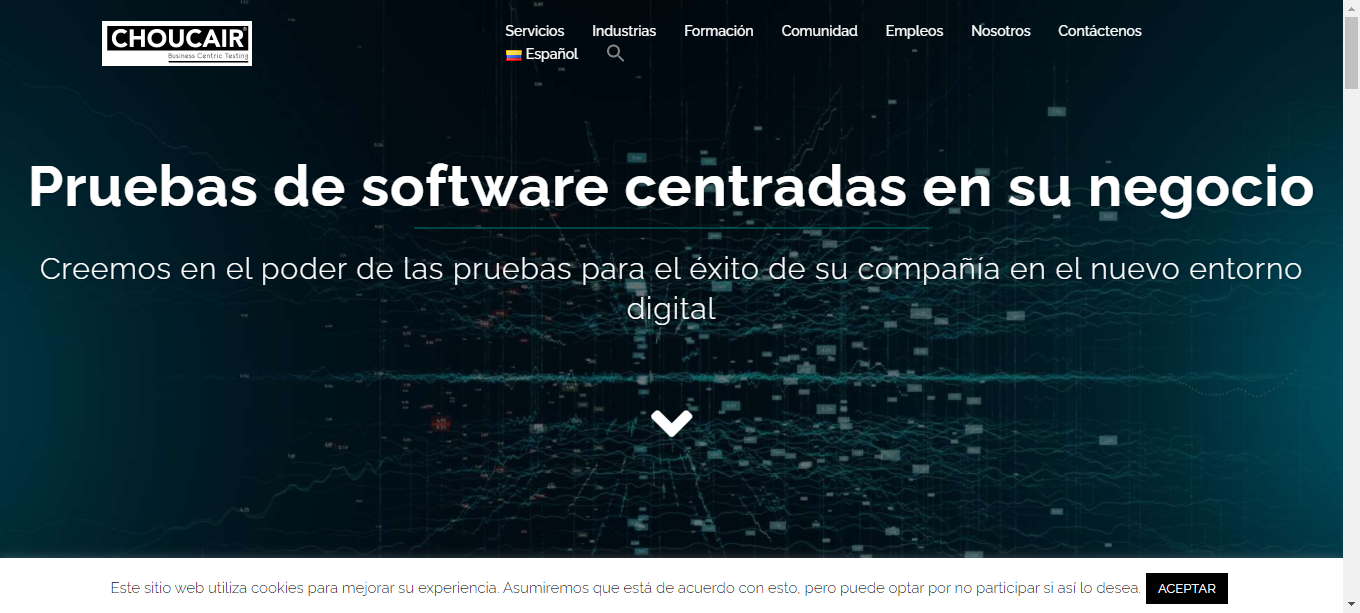 CHOUCAIR
Business Centric Testing
Servicios Industrias Formación Comunidad Empleos Nosotros Contáctenos
Español
Pruebas de software centradas en su negocio
Creemos en el poder de las pruebas para el éxito de su compañía en el nuevo entorno
digital
Este sitio web utiliza cookies para mejorar su experiencia. Asumiremos que está de acuerdo con esto, pero puede optar por no participar si así lo desea. ACEPTAR